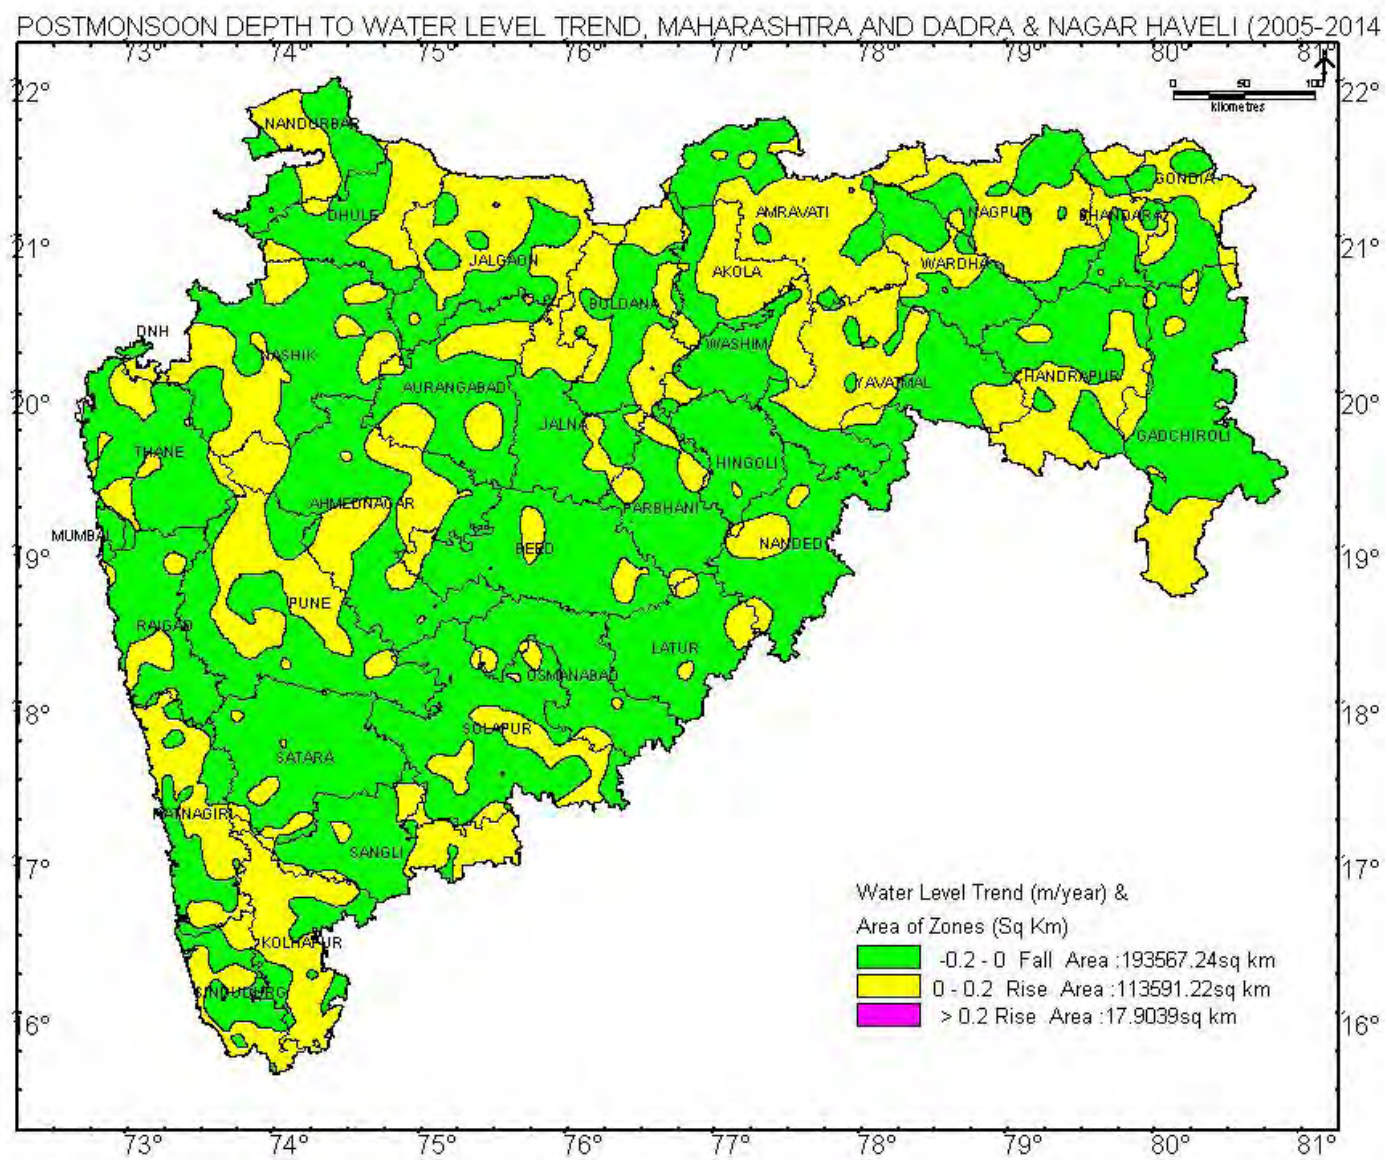 POSTMONSOON DEPTH TO WATER LEVEL TREND, MAHARASHTRA AND DADRA & NAGAR HAVELI (2005-2014
73° 74° 75° 76° 77° 78° 79° 80° 81°
22° 22°
0 50 100
kilometres
NANDURBAR
GONDIA
DHULE AMRAVATI NAGPUR BHANDARA
21° 21°
JALGAON AKOLA WARDHA
BULDANA
DNH
NASHIK WASHIM
AURANGABAD YAVATMAL CHANDRAPUR
20° 20°
JALNA GADCHIROLI
THANE HINGOLI
AHMEDNAGAR PARBHANI
MUMBAI BEED NANDED
19° 19°
PUNE
RAIGAD LATUR
OSMANABAD
18° 18°
SOLAPUR
SATARA
RATNAGIRI
SANGLI
17° 17°
Water Level Trend (m/year) &
Area of Zones (Sq Km)
KOLHAPUR
-0.2 - 0 Fall Area :193567.24sq km
SINDUDURG
0 - 0.2 Rise Area :113591.22sq km
> 0.2 Rise Area :17.9039sq km
16° 16°
73° 74° 75° 76° 77° 78° 79° 80° 81°